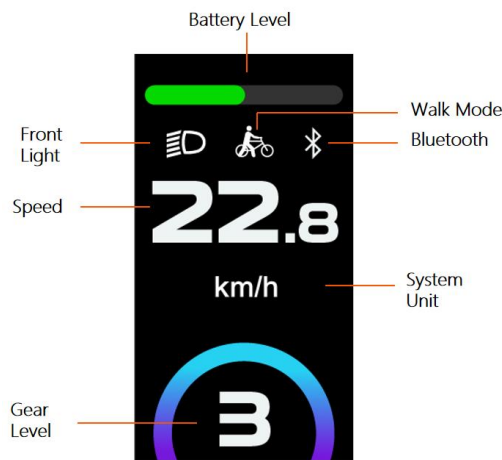 Battery Level
Walk Mode
Front
Light
Bluetooth
Speed
22.8
km/h
System
Unit
Gear
Level
3